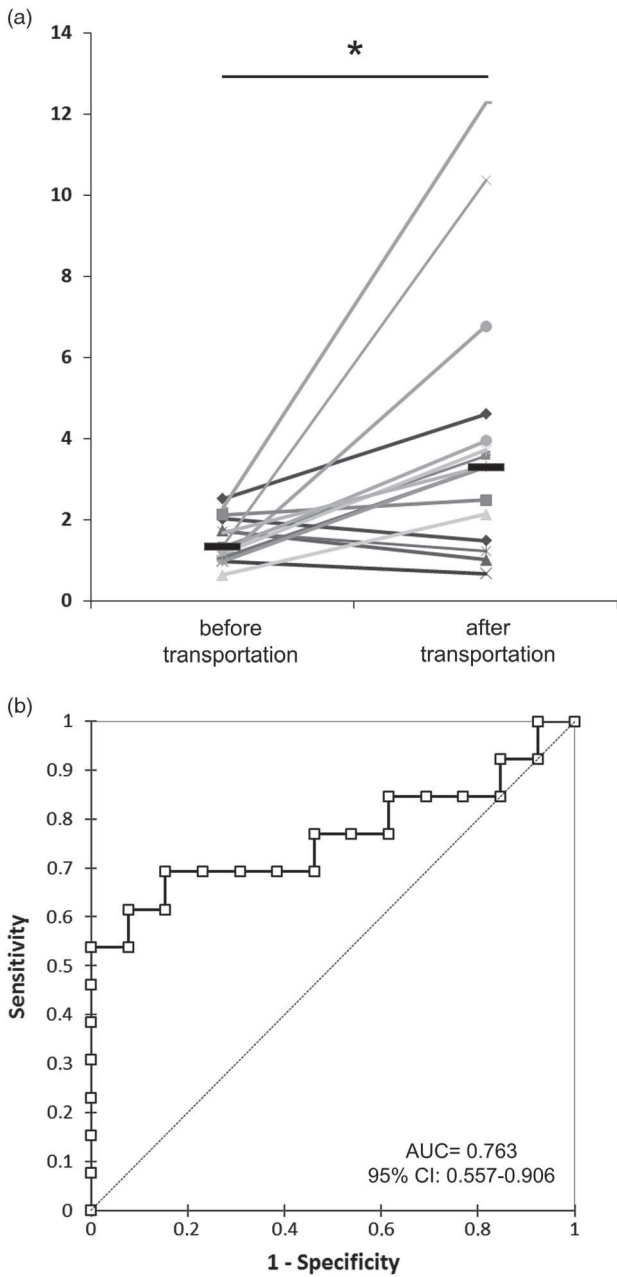 (a)
14
*
12
10
8
6
4
2
0
before after
transportation transportation
(b)
1
0.9
0.8
0.7
0.6
0.5
0.4
0.3
0.2
0.1
0
Sensitivity
AUC= 0.763
95% CI: 0.557-0.906
0 0.2 0.4 0.6 0.8 1
1 - Specificity